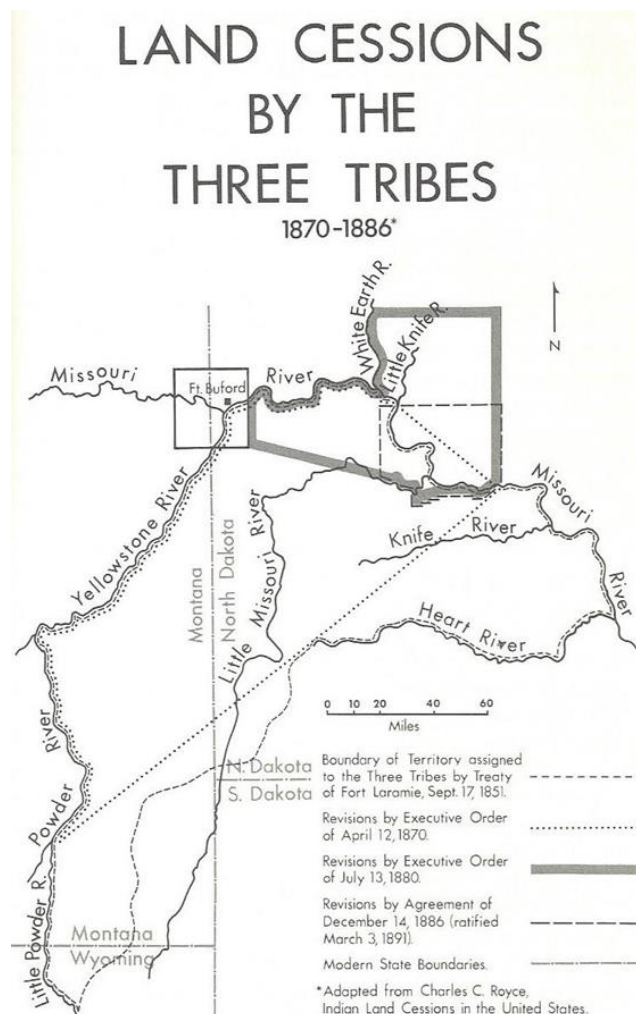 LAND CESSIONS
BY THE
THREE TRIBES
1870-1886*
White Earth R.
Little Knife R.
N
Missouri
River
Ft. Buford
Yellowstone River
Missouri
River
Knife River
Heart River
Little Missouri River
Montana
North Dakota
0 10 20 40 60
Miles
N. Dakota
S. Dakota
River
Powder
Little Powder R.
Montana
Wyoming
Boundary of Territory assigned
to the Three Tribes by Treaty
of Fort Laramie, Sept. 17, 1851.
Revisions by Executive Order
of April 12, 1870.
Revisions by Executive Order
of July 13, 1880.
Revisions by Agreement of
December 14, 1886 (ratified
March 3, 1891).
Modern State Boundaries.
*Adapted from Charles C. Royce,
Indian Land Cessions in the United States.